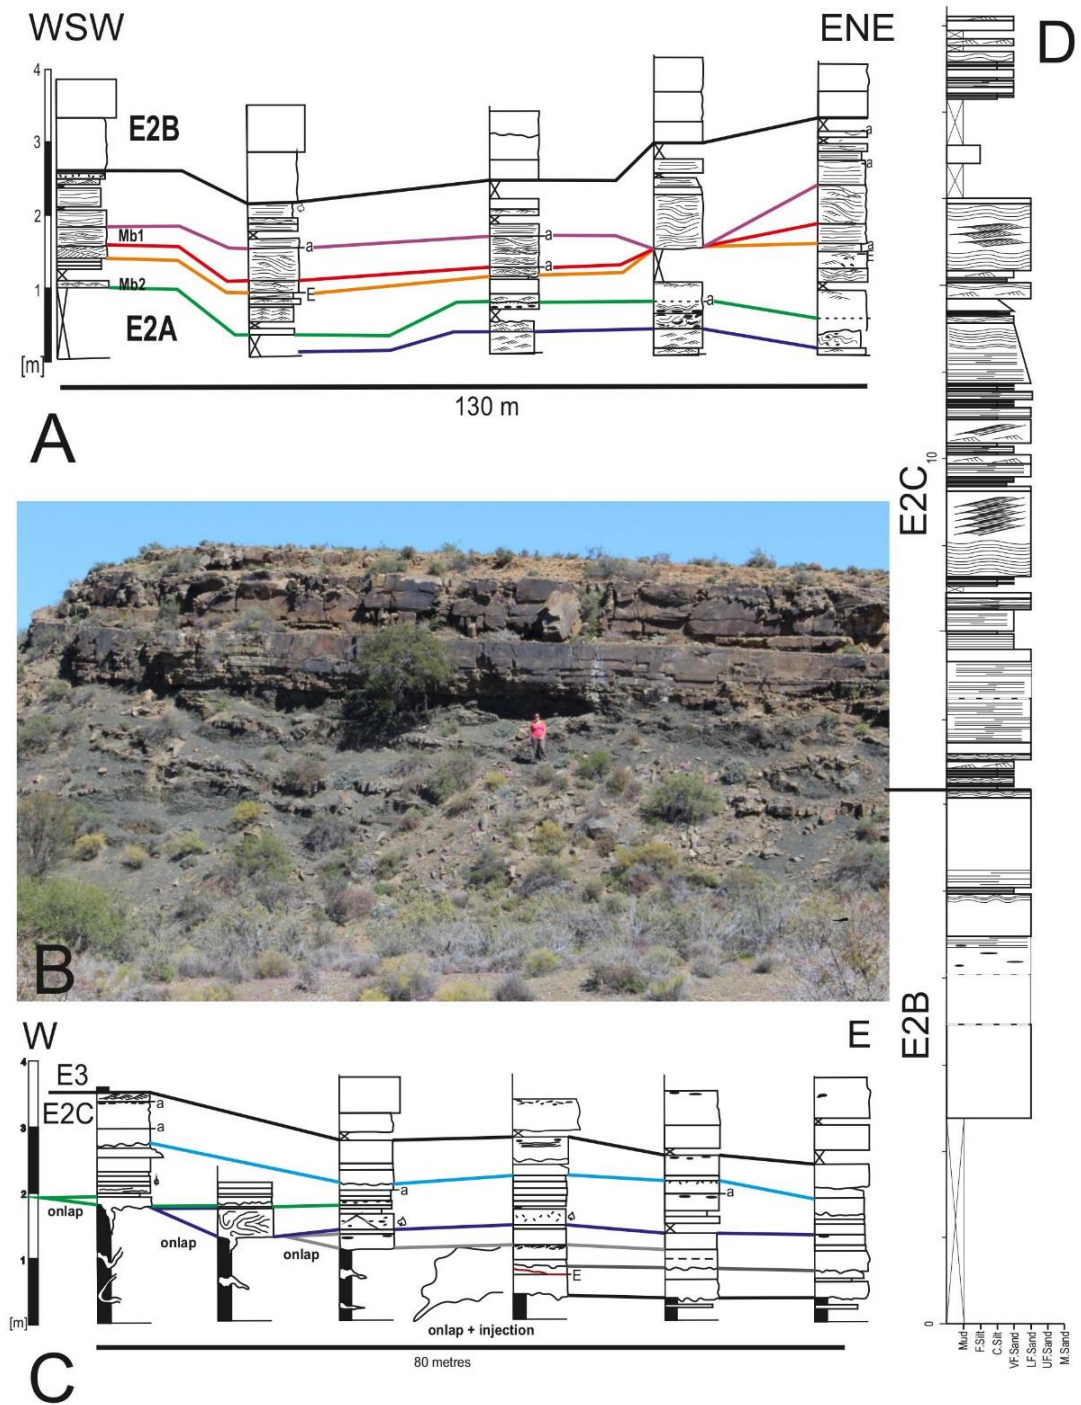 WSW
ENE
D
4
E2B
3
a
a
2
Mb1
a
a
a
a
E
E
1
Mb2
a
E2A
[m]
130 m
A
10
E2C
B
E2B
W
E
4
E3
a
E2C
3
a
a
a
2
onlap
onlap
onlap
1
E
[m]
onlap + injection
80 metres
C
0
Mud
F.Silt
C.Silt
VF.Sand
LF.Sand
UF.Sand
M.Sand